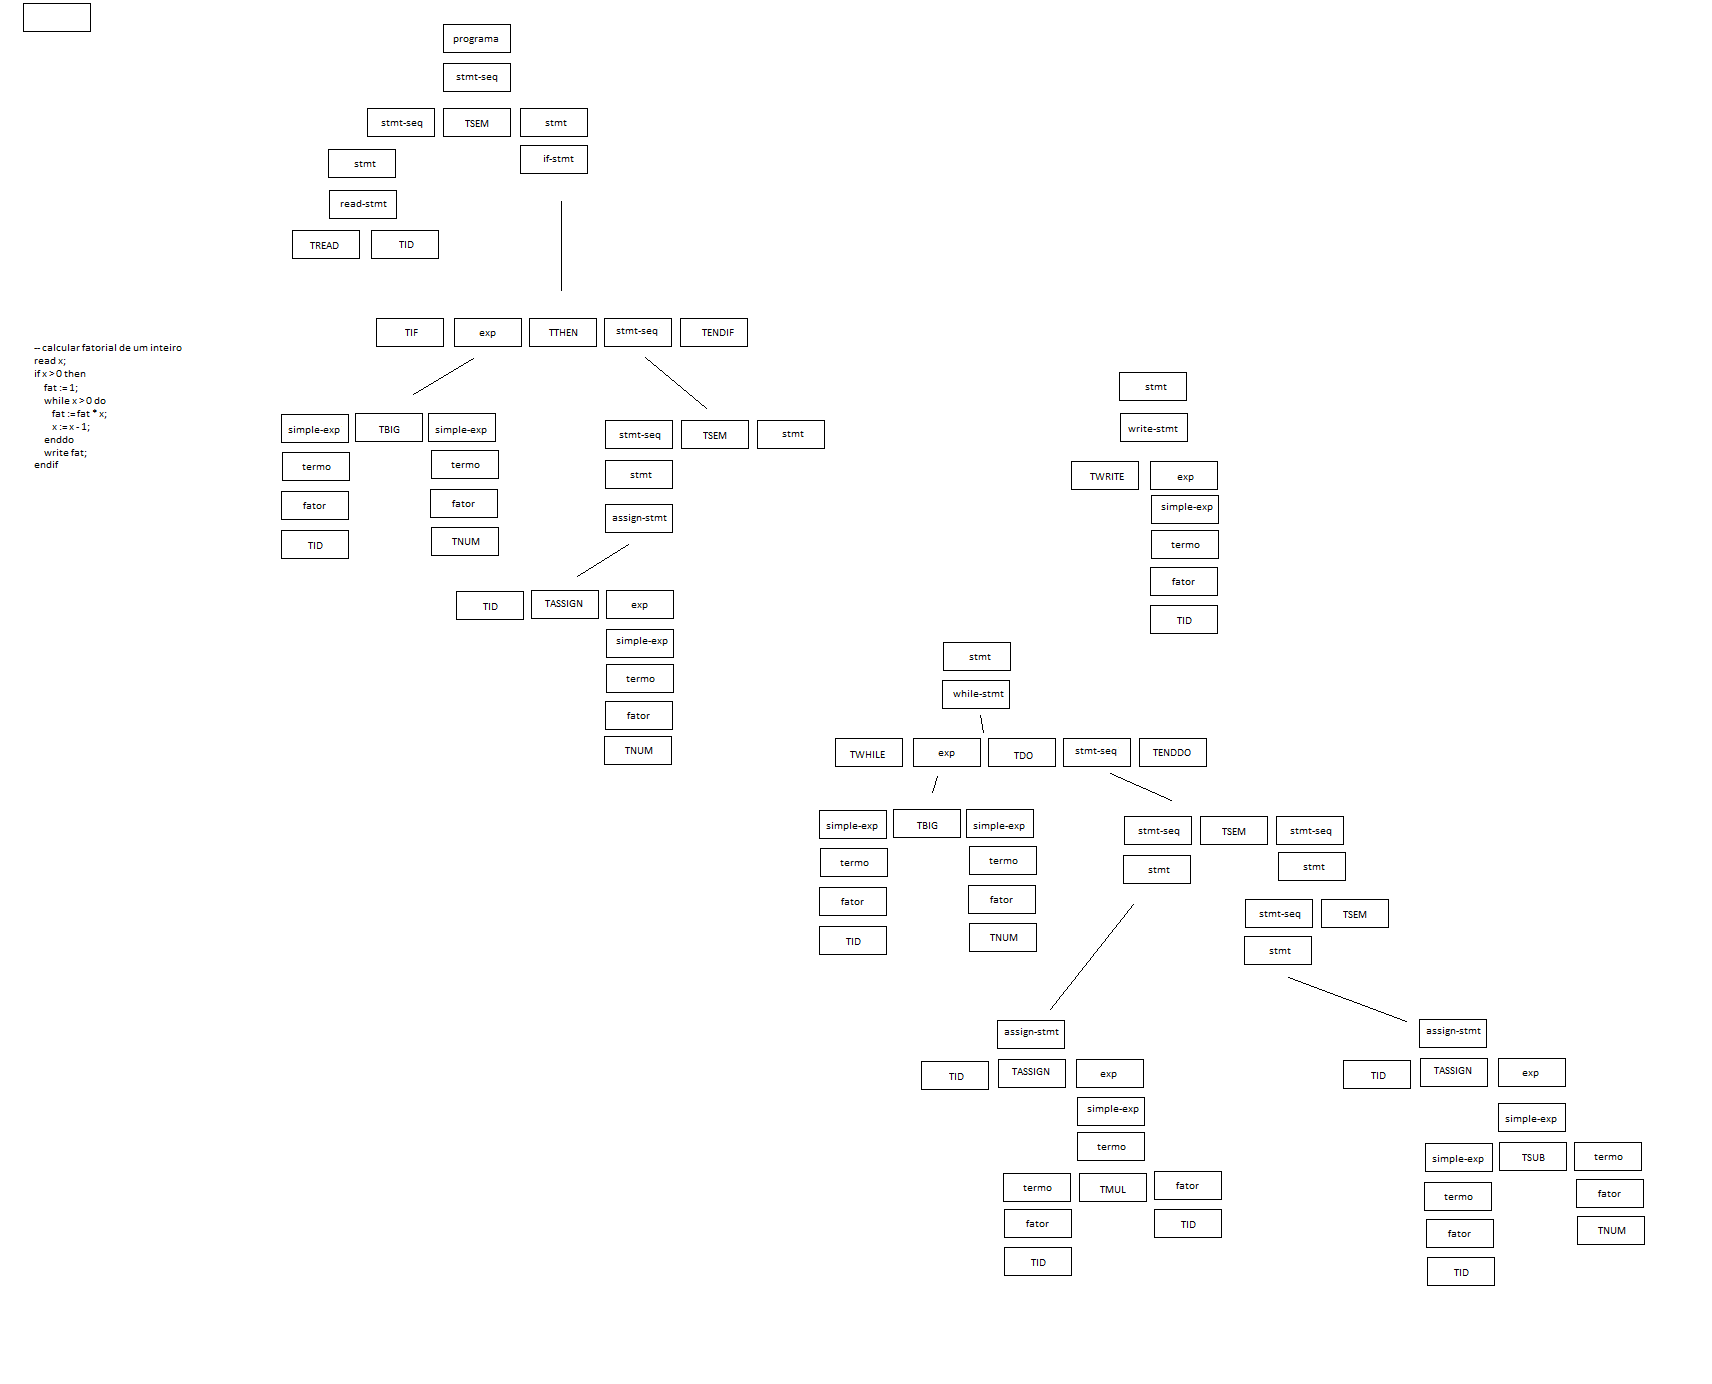 programa
stmt-seq
stmt-seq TSEM stmt
stmt if-stmt
read-stmt
TREAD TID
TIF exp TTHEN stmt-seq TENDIF
-- calcular fatorial de um inteiro
read x;
if x > 0 then
fat := 1;
while x > 0 do
fat := fat * x;
x := x - 1;
enddo
write fat;
endif
simple-exp TBIG simple-exp
termo termo
fator fator
TID TNUM
stmt-seq TSEM stmt
stmt
assign-stmt
TID TASSIGN exp
simple-exp
termo
fator
TNUM
stmt
write-stmt
TWRITE exp
simple-exp
termo
fator
TID
stmt
while-stmt
TWHILE exp TDO stmt-seq TENDDO
simple-exp TBIG simple-exp
termo termo
fator fator
TID TNUM
stmt-seq TSEM stmt-seq
stmt stmt
stmt-seq TSEM
stmt
assign-stmt
TID TASSIGN exp
simple-exp
termo
termo TMUL fator
fator TID
TID
assign-stmt
TID TASSIGN exp
simple-exp
simple-exp TSUB termo
termo fator
fator TNUM
TID